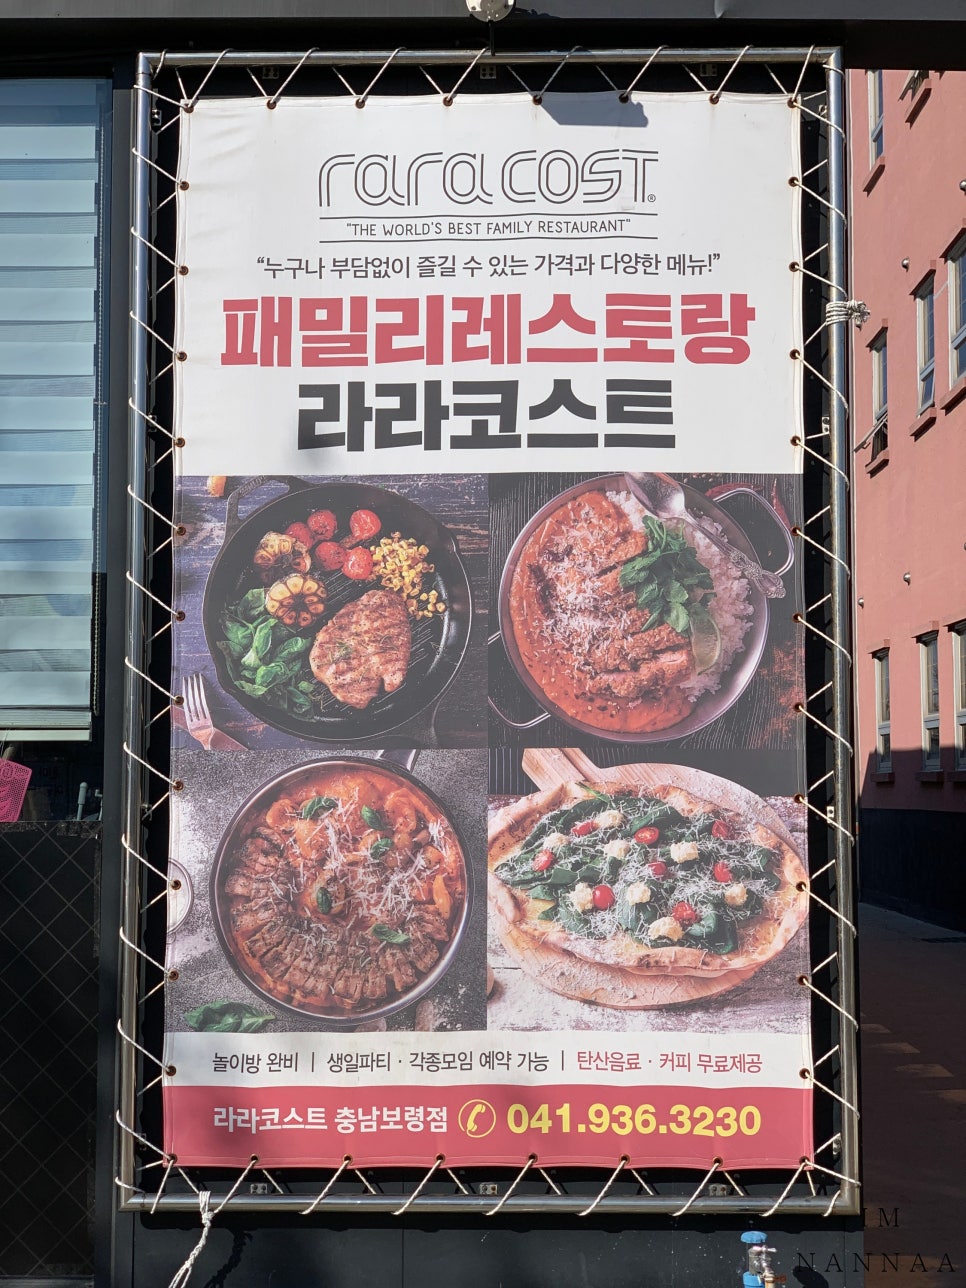 rara COST®
"THE WORLD'S BEST FAMILY RESTAURANT"
“누구나 부담없이 즐길 수 있는 가격과 다양한 메뉴!”
패밀리레스토랑
라라코스트
놀이방 완비 | 생일파티 · 각종모임 예약 가능 | 탄산음료 · 커피 무료제공
라라코스트 충남보령점 041.936.3230
NANNAA